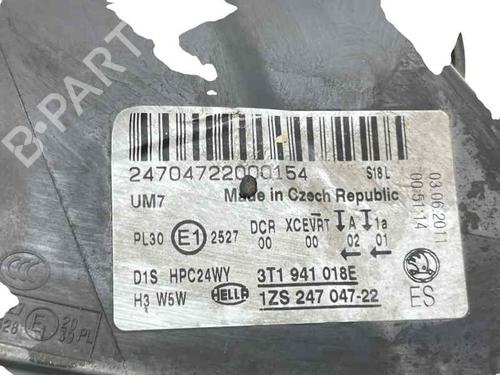 24704722000154 S18L
UM7 Made in Czech Republic
PL30 E1 2527 DCR XCEVRT A 1a
00 00 02 01
D1S HPC24WY 3T1 941 018E
H3 W5W HELLA 1ZS 247 047-22
03.06.2011
00:51:14
ES
B-PARTS